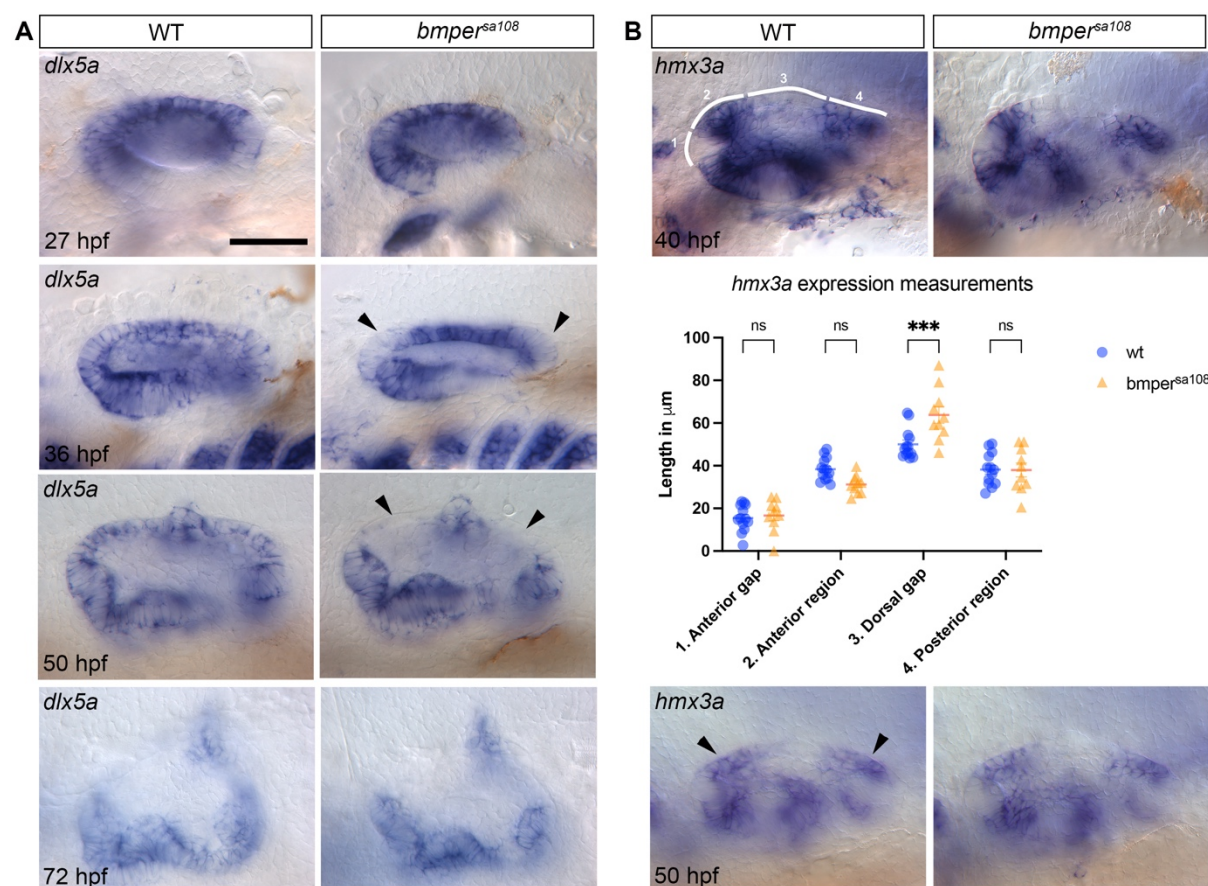 A
WT
bmper^sa108
dlx5a
27 hpf
dlx5a
36 hpf
dlx5a
50 hpf
dlx5a
72 hpf
B
WT
bmper^sa108
hmx3a
1
2
3
4
40 hpf
hmx3a expression measurements
ns
ns
***
ns
wt
bmper^sa108
Length in μm
100
80
60
40
20
0
1. Anterior gap
2. Anterior region
3. Dorsal gap
4. Posterior region
hmx3a
50 hpf